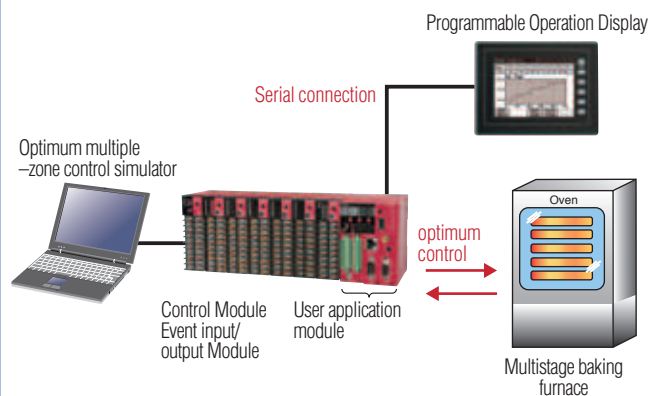 Programmable Operation Display
Serial connection
Optimum multiple
–zone control simulator
Oven
optimum
control
Control Module
Event input/
output Module
User application
module
Multistage baking
furnace